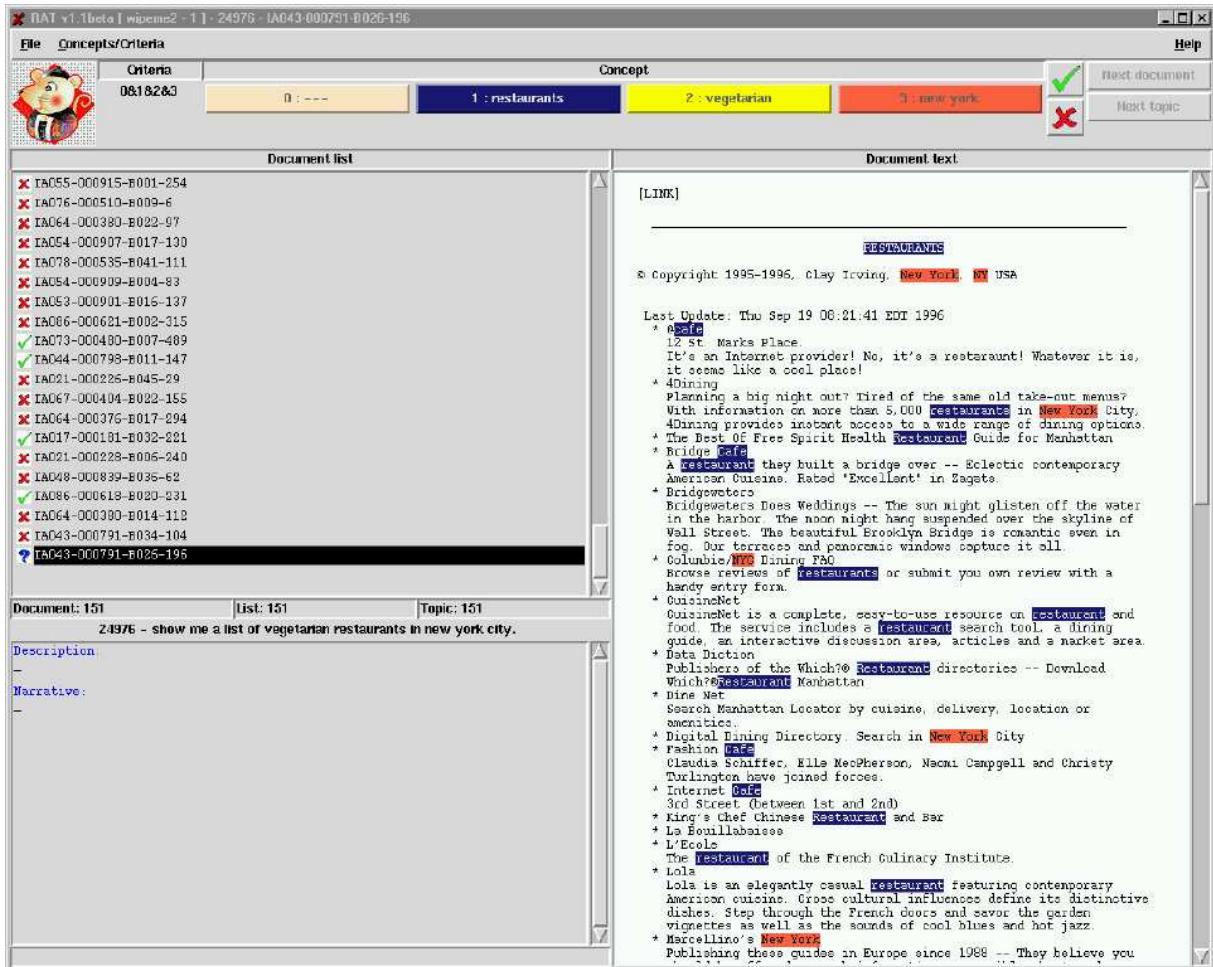 RAT v1.1beta [ wipeme2 - 1 ] - 24976 - IA043-000791-B026-196
File Concepts/Criteria Help
Criteria Concept
0&1&2&3 0 : --- 1 : restaurants 2 : vegetarian 3 : new york Next document
Next topic
Document list
IA055-000915-B001-254
IA076-000510-B009-6
IA064-000380-B022-97
IA054-000907-B017-130
IA078-000535-B041-111
IA054-000909-B004-83
IA053-000901-B016-137
IA086-000621-B002-315
IA073-000480-B007-489
IA044-000798-B011-147
IA021-000226-B045-29
IA067-000404-B022-155
IA064-000376-B017-294
IA017-000181-B032-221
IA021-000228-B006-240
IA048-000839-B036-62
IA086-000618-B020-231
IA064-000380-B014-112
IA043-000791-B034-104
IA043-000791-B026-196
Document: 151 List: 151 Topic: 151
24976 - show me a list of vegetarian restaurants in new york city.
Description:
-
Narrative:
-
Document text
[LINK]
RESTAURANTS
© Copyright 1995-1996, Clay Irving, New York, NY USA
Last Update: Thu Sep 19 08:21:41 EDT 1996
* @Cafe
12 St. Marks Place.
It's an Internet provider! No, it's a restaraunt! Whatever it is,
it seems like a cool place!
* 4Dining
Planning a big night out? Tired of the same old take-out menus?
With information on more than 5,000 restaurants in New York City,
4Dining provides instant access to a wide range of dining options.
* The Best Of Free Spirit Health Restaurant Guide for Manhattan
* Bridge Cafe
A restaurant they built a bridge over -- Eclectic contemporary
American Cuisine. Rated "Excellent" in Zagats.
* Bridgewaters
Bridgewaters Does Weddings -- The sun might glisten off the water
in the harbor. The moon might hang suspended over the skyline of
Wall Street. The beautiful Brooklyn Bridge is romantic even in
fog. Our terraces and panoramic windows capture it all.
* Columbia/NYC Dining FAQ
Browse reviews of restaurants or submit you own review with a
handy entry form.
* CuisineNet
CuisineNet is a complete, easy-to-use resource on restaurant and
food. The service includes a restaurant search tool, a dining
guide, an interactive discussion area, articles and a market area.
* Data Diction
Publishers of the Which?® Restaurant directories -- Download
Which?®Restaurant Manhattan
* Dine Net
Search Manhattan Locator by cuisine, delivery, location or
amenities.
* Digital Dining Directory. Search in New York City
* Fashion Cafe
Claudia Schiffer, Elle MacPherson, Naomi Campgell and Christy
Turlington have joined forces.
* Internet Cafe
3rd Street (between 1st and 2nd)
* King's Chef Chinese Restaurant and Bar
* La Bouillabaisse
* L'Ecole
The restaurant of the French Culinary Institute.
* Lola
Lola is an elegantly casual restaurant featuring contemporary
American cuisine. Cross cultural influences define its distinctive
dishes. Step through the French doors and savor the garden
vignettes as well as the sounds of cool blues and hot jazz.
* Marcellino's New York
Publishing these guides in Europe since 1988 -- They believe you